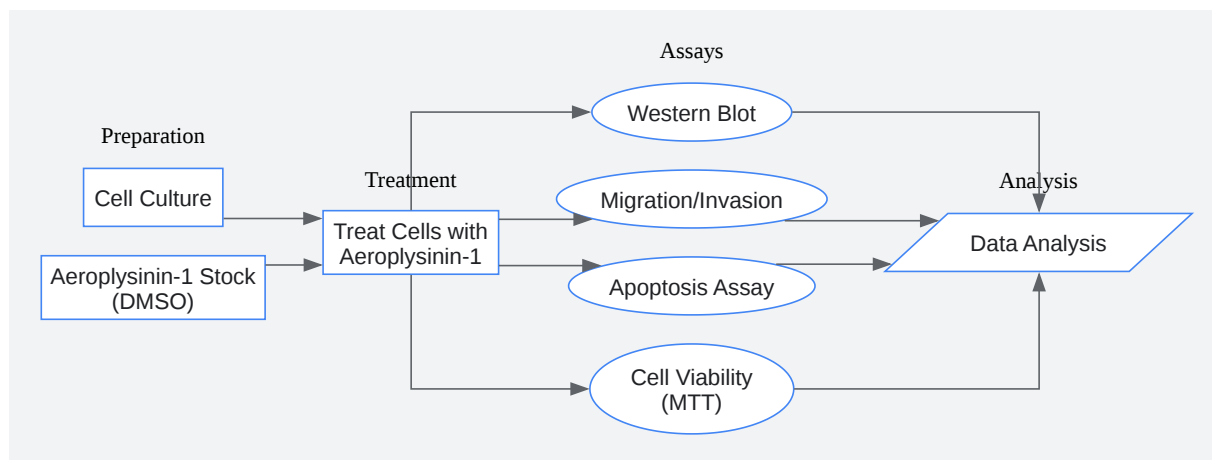 Preparation
Cell Culture
Aeroplysinin-1 Stock
(DMSO)
Treatment
Treat Cells with
Aeroplysinin-1
Assays
Western Blot
Migration/Invasion
Apoptosis Assay
Cell Viability
(MTT)
Analysis
Data Analysis